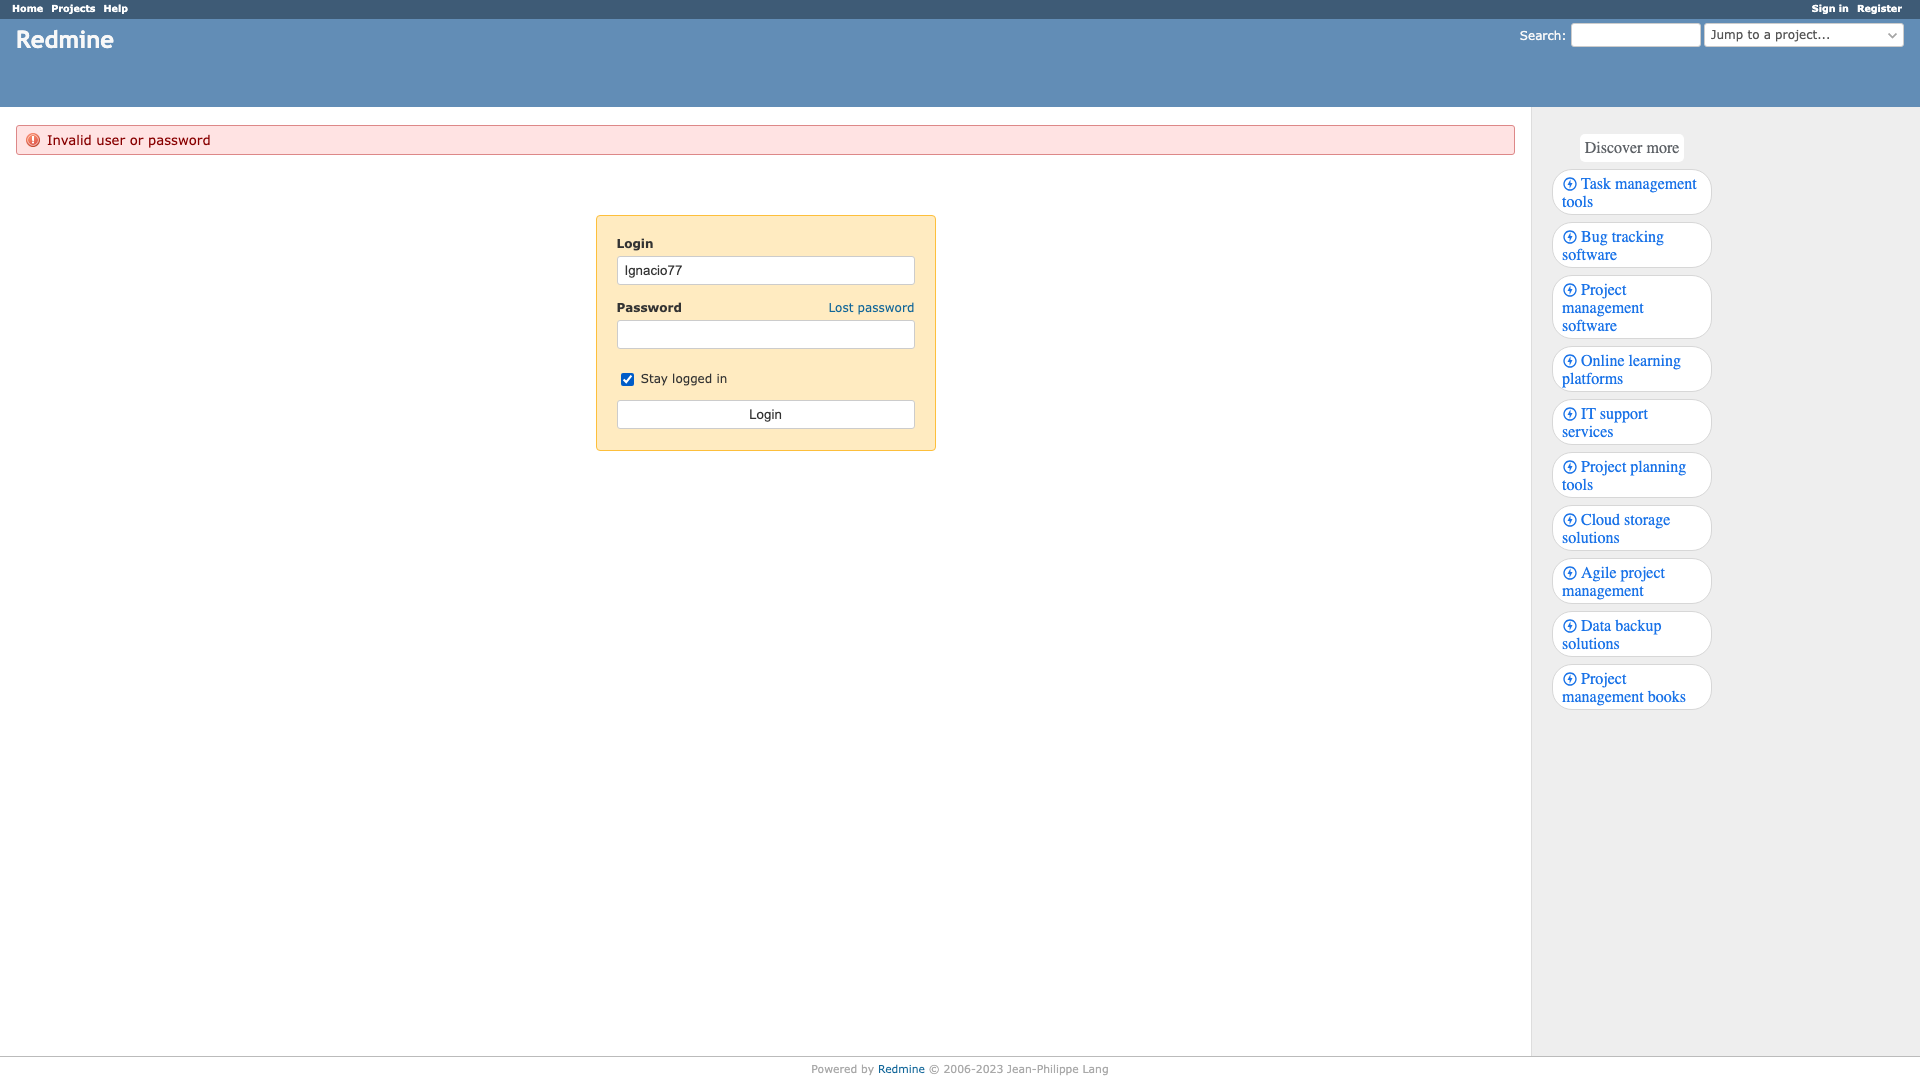 Home Projects Help
Sign in Register
Redmine
Search: Jump to a project...
Invalid user or password
Login
Ignacio77
Password Lost password
Stay logged in
Login
Discover more
Task management
tools
Bug tracking
software
Project
management
software
Online learning
platforms
IT support
services
Project planning
tools
Cloud storage
solutions
Agile project
management
Data backup
solutions
Project
management books
Powered by Redmine © 2006-2023 Jean-Philippe Lang